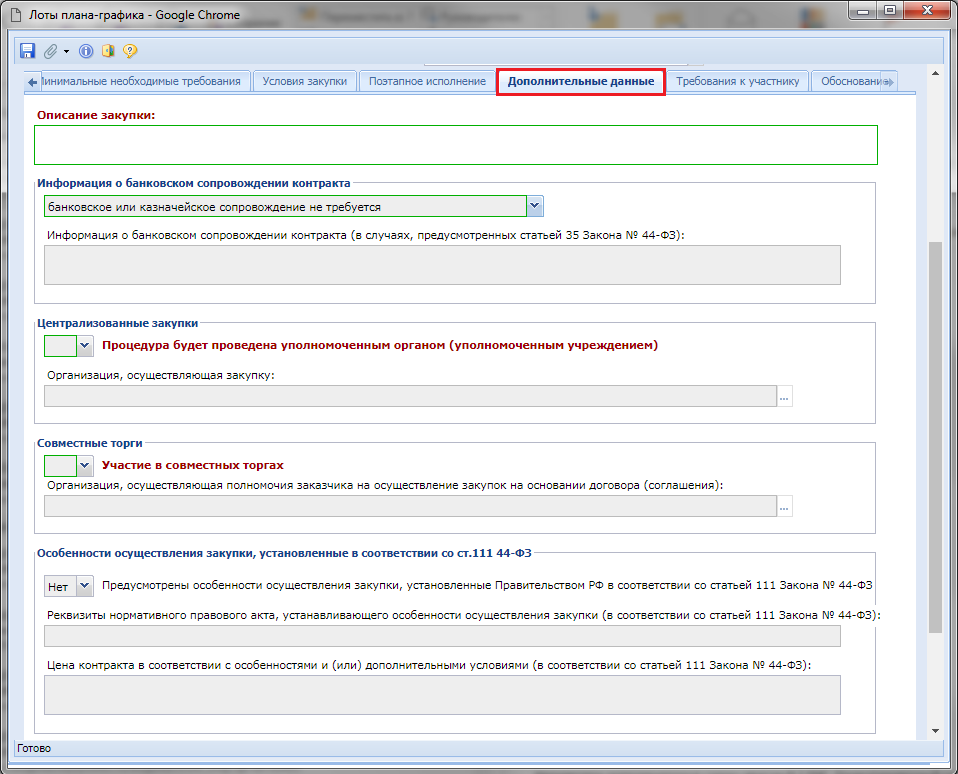 Лоты плана-графика - Google Chrome
Минимальные необходимые требования Условия закупки Поэтапное исполнение Дополнительные данные Требования к участнику Обоснование
Описание закупки:
Информация о банковском сопровождении контракта
банковское или казначейское сопровождение не требуется
Информация о банковском сопровождении контракта (в случаях, предусмотренных статьей 35 Закона № 44-ФЗ):
Централизованные закупки
Процедура будет проведена уполномоченным органом (уполномоченным учреждением)
Организация, осуществляющая закупку:
...
Совместные торги
Участие в совместных торгах
Организация, осуществляющая полномочия заказчика на осуществление закупок на основании договора (соглашения):
...
Особенности осуществления закупки, установленные в соответствии со ст.111 44-ФЗ
Нет Предусмотрены особенности осуществления закупки, установленные Правительством РФ в соответствии со статьей 111 Закона № 44-ФЗ
Реквизиты нормативного правового акта, устанавливающего особенности осуществления закупки (в соответствии со статьей 111 Закона № 44-ФЗ):
Цена контракта в соответствии с особенностями и (или) дополнительными условиями (в соответствии со статьей 111 Закона № 44-ФЗ):
Готово